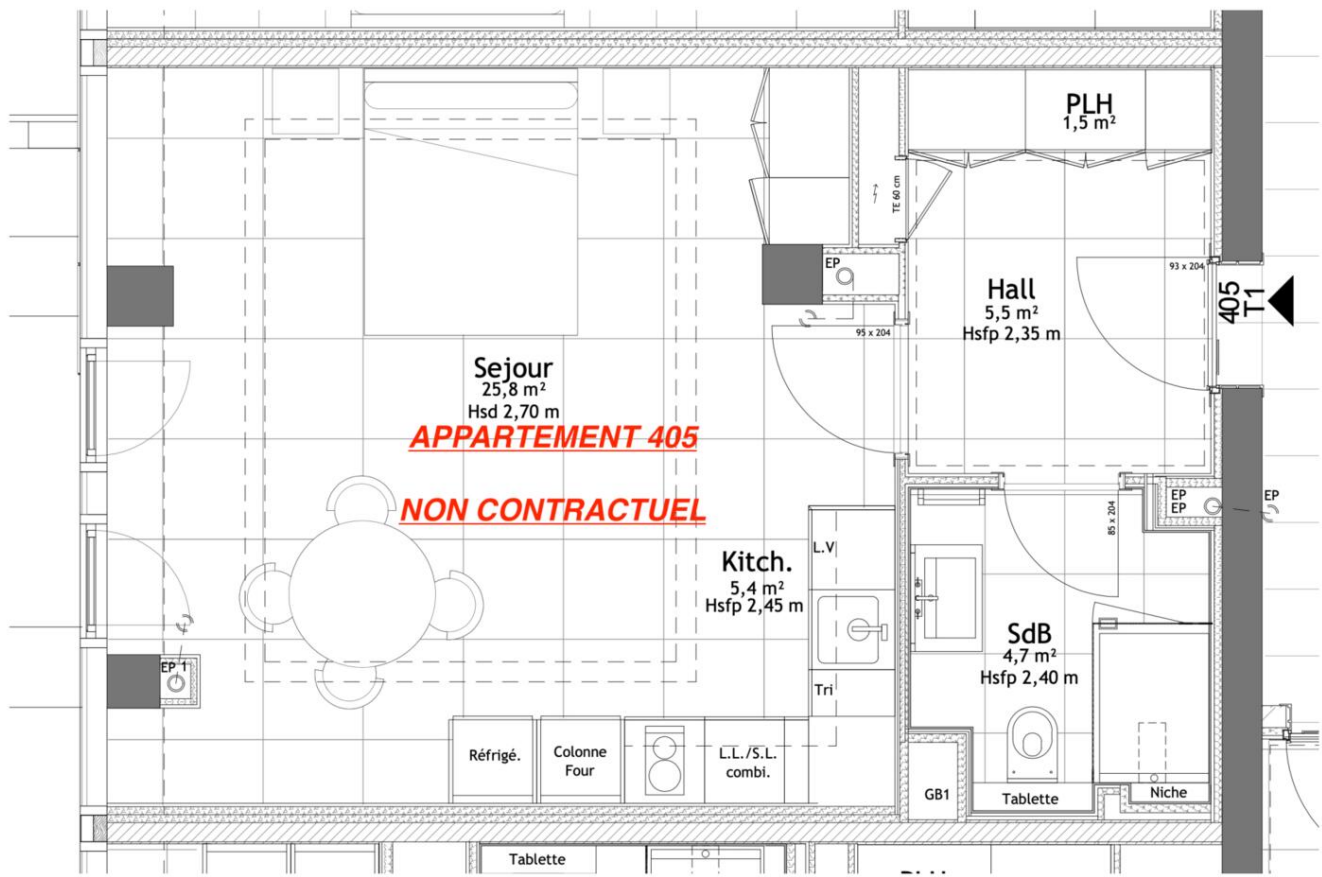 PLH
1,5 m²
TE 60 cm
EP
93 x 204
405
T1
Hall
5,5 m²
Hsfp 2,35 m
95 x 204
Sejour
25,8 m²
Hsd 2,70 m
APPARTEMENT 405
NON CONTRACTUEL
EP
EP
EP
85 x 204
L.V
Kitch.
5,4 m²
Hsfp 2,45 m
SdB
4,7 m²
Hsfp 2,40 m
EP 1
Tri
Réfrigé.
Colonne
Four
L.L./S.L.
combi.
GB1
Tablette
Niche
Tablette